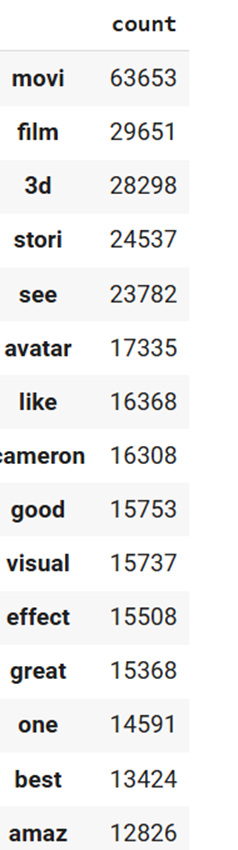 count
movi 63653
film 29651
3d 28298
stori 24537
see 23782
avatar 17335
like 16368
cameron 16308
good 15753
visual 15737
effect 15508
great 15368
one 14591
best 13424
amaz 12826